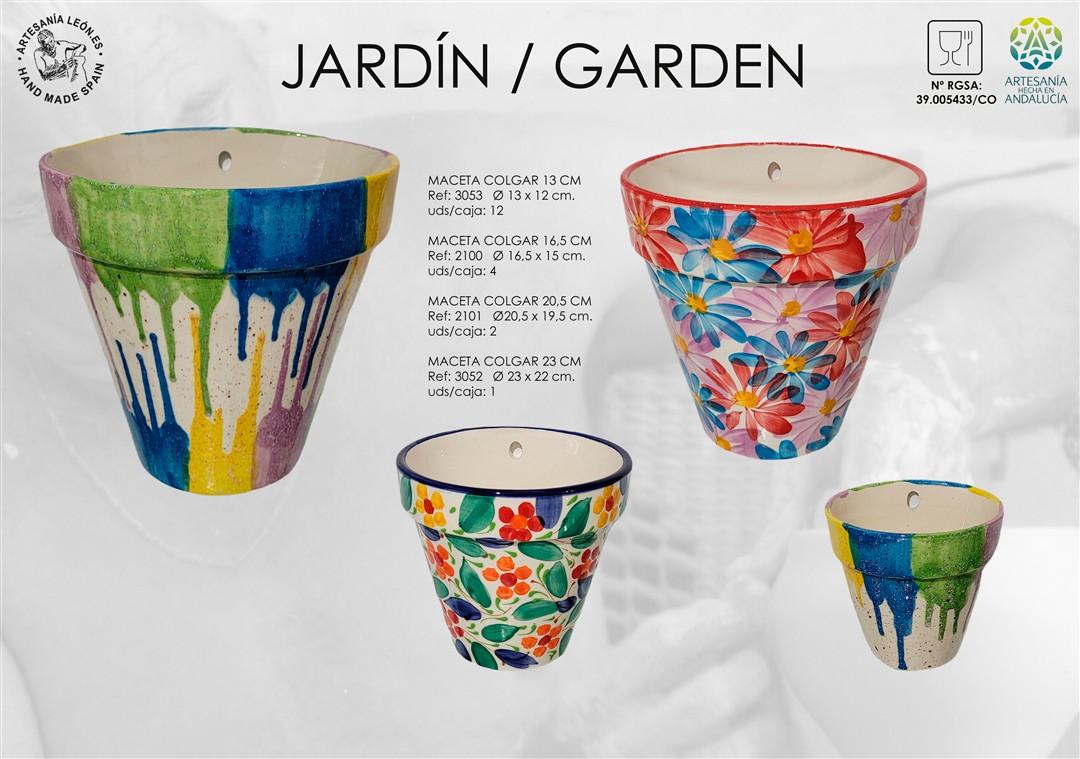 ARTESANÍA LEÓN.ES
HAND MADE SPAIN
JARDÍN / GARDEN
Nº RGSA:
39.005433/CO
ARTESANÍA
HECHA EN
ANDALUCÍA
MACETA COLGAR 13 CM
Ref: 3053 Ø 13 x 12 cm.
uds/caja: 12
MACETA COLGAR 16,5 CM
Ref: 2100 Ø 16,5 x 15 cm.
uds/caja: 4
MACETA COLGAR 20,5 CM
Ref: 2101 Ø20,5 x 19,5 cm.
uds/caja: 2
MACETA COLGAR 23 CM
Ref: 3052 Ø 23 x 22 cm.
uds/caja: 1